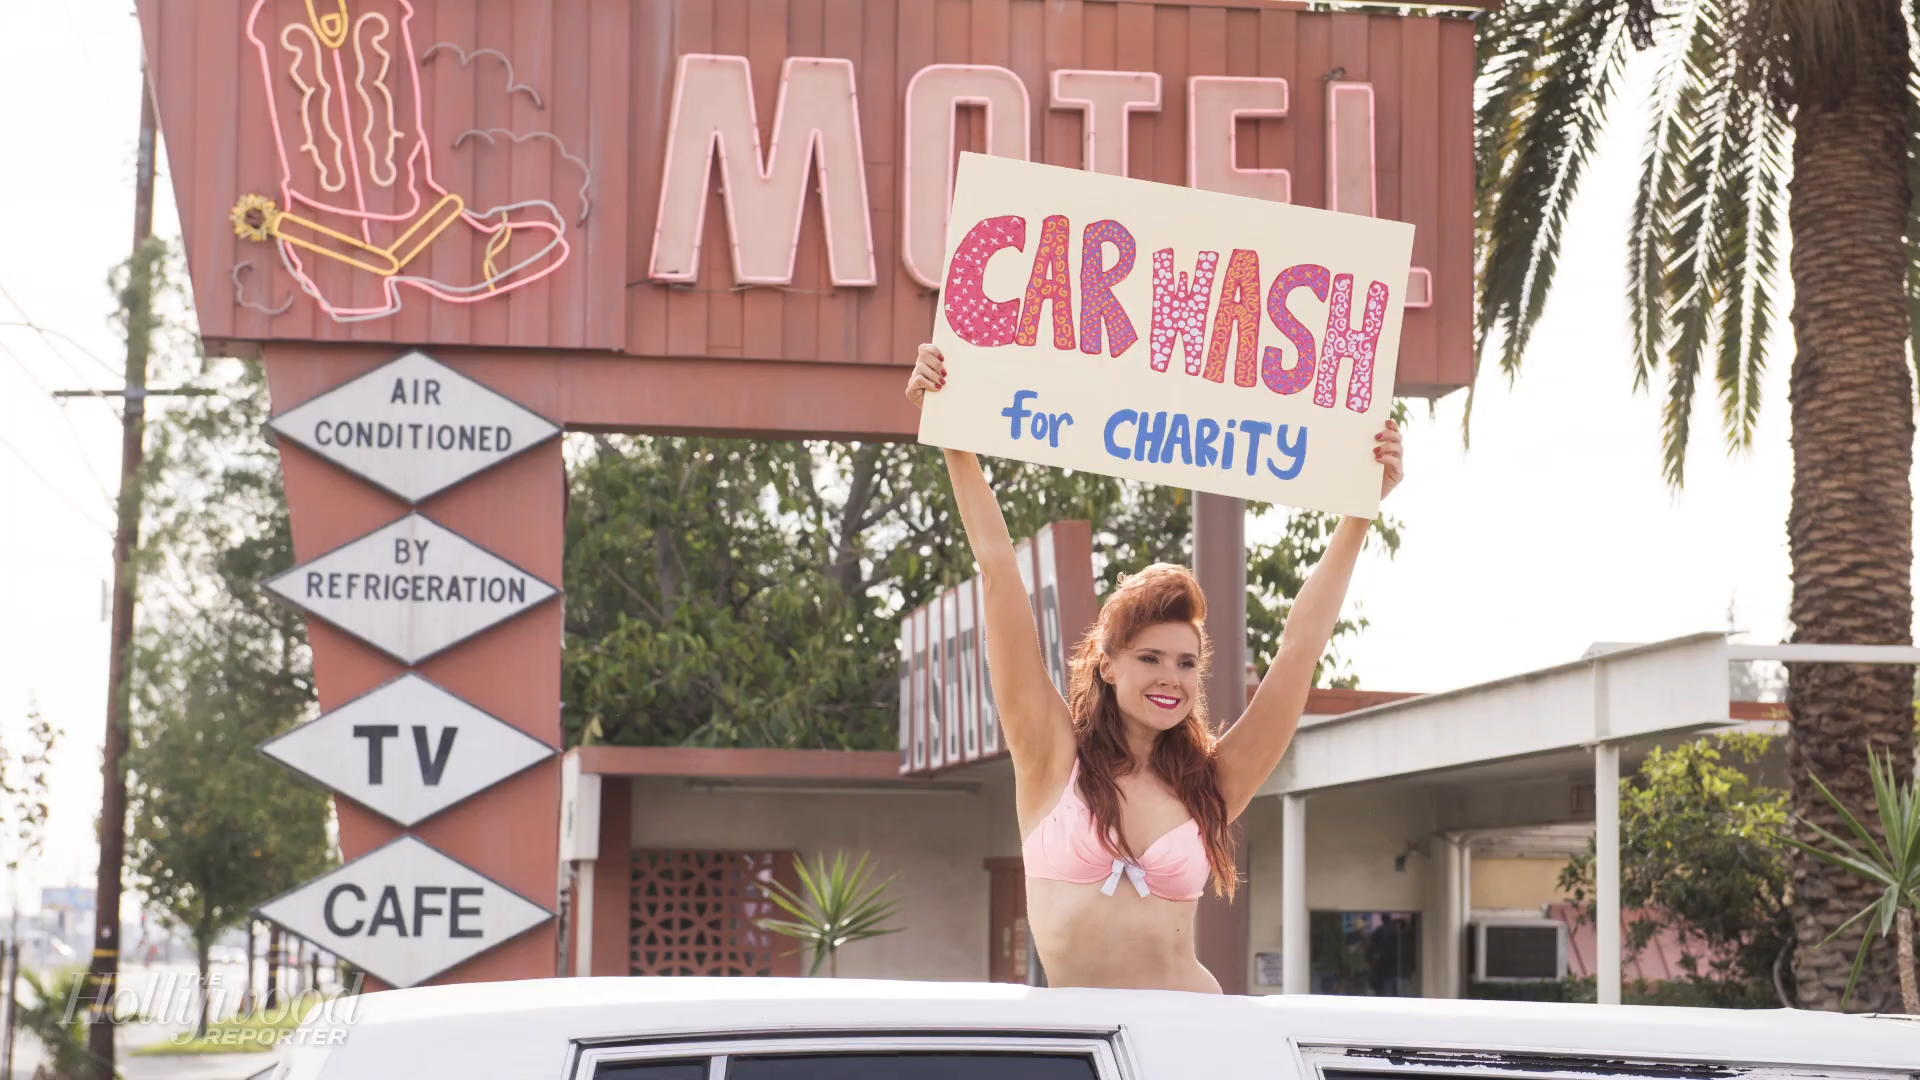 MOTEL
CAR WASH
for CHARITY
AIR
CONDITIONED
BY
REFRIGERATION
TV
CAFE
THE
Hollywood
REPORTER